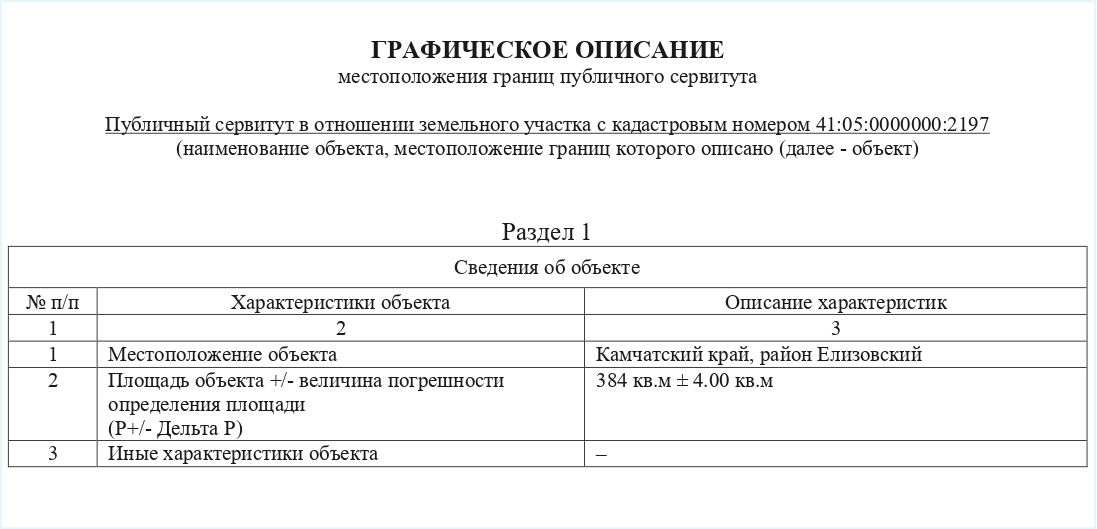 ГРАФИЧЕСКОЕ ОПИСАНИЕ
местоположения границ публичного сервитута
Публичный сервитут в отношении земельного участка с кадастровым номером 41:05:0000000:2197
(наименование объекта, местоположение границ которого описано (далее - объект)
Раздел 1
Сведения об объекте
№ п/п Характеристики объекта Описание характеристик
1 2 3
1 Местоположение объекта Камчатский край, район Елизовский
2 Площадь объекта +/- величина погрешности 384 кв.м ± 4.00 кв.м
определения площади
(P+/- Дельта P)
3 Иные характеристики объекта –